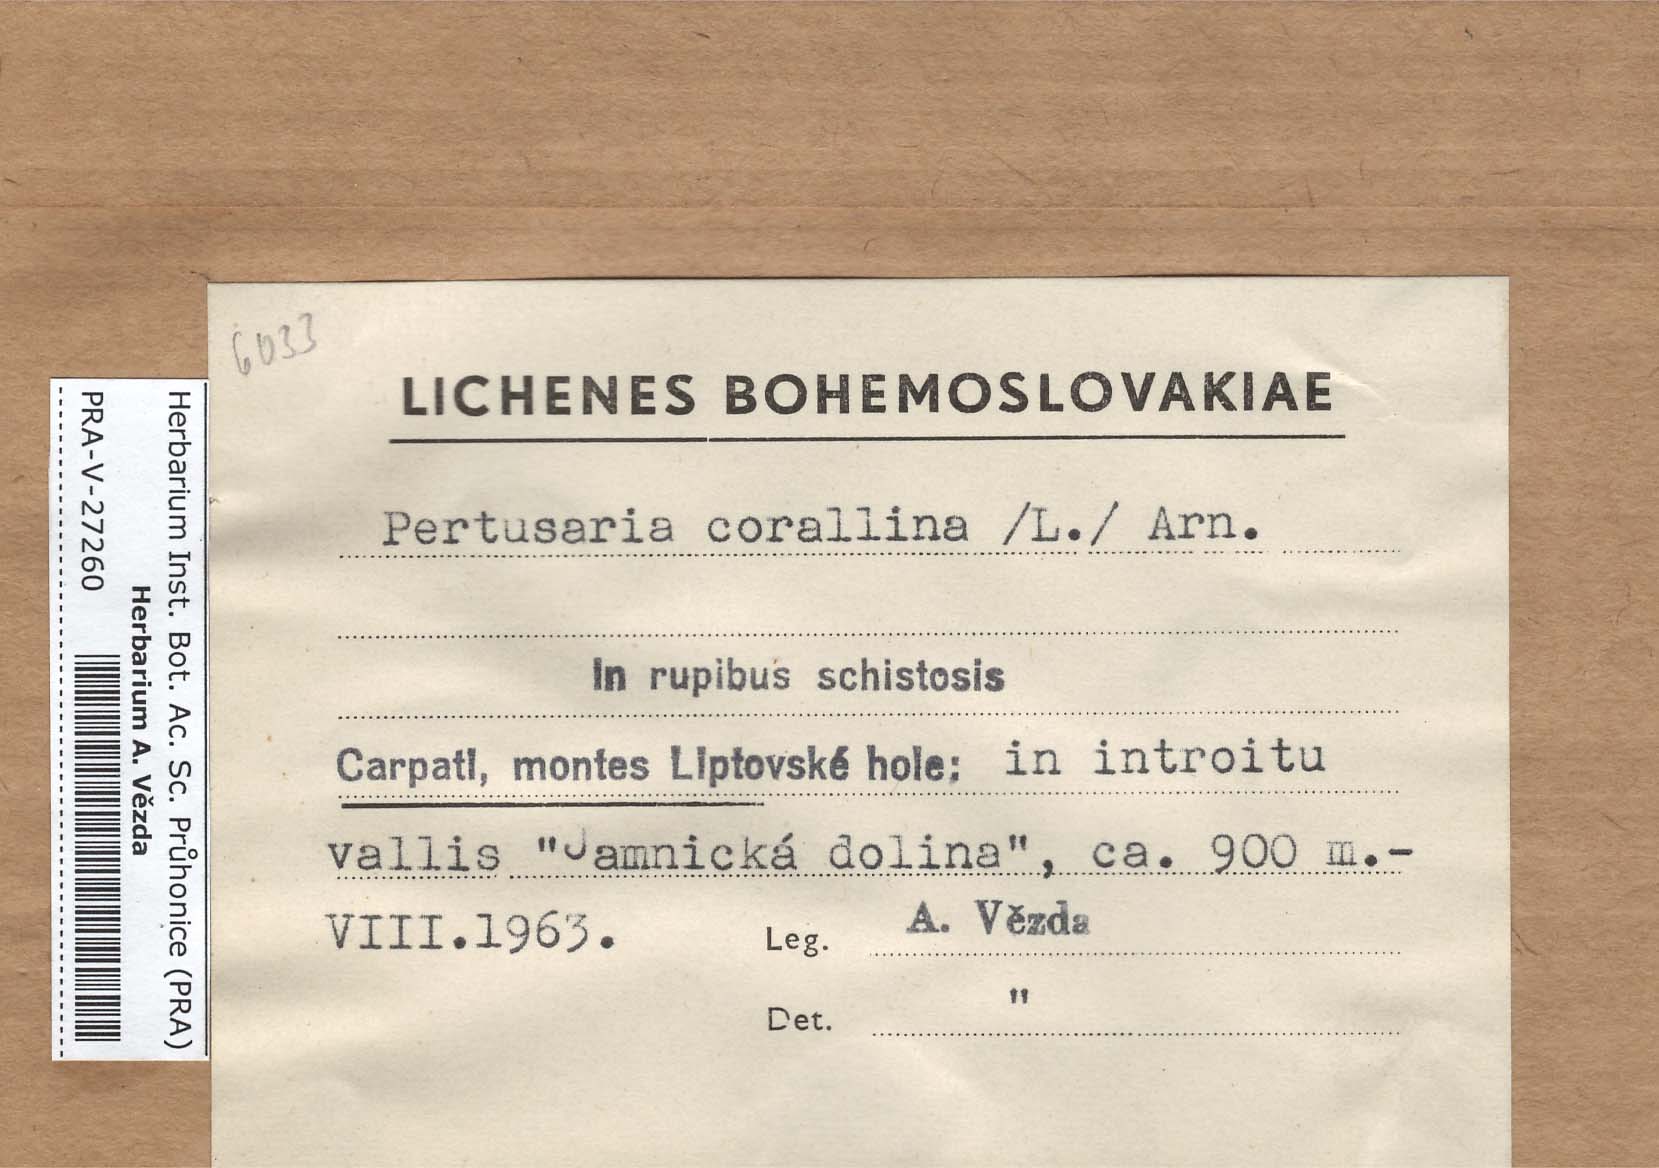 6033
LICHENES BOHEMOSLOVAKIAE
Pertusaria corallina /L./ Arn.
In rupibus schistosis
Carpati, montes Liptovské hole: in introitu
vallis "Jamnická dolina", ca. 900 m.-
VIII.1963. Leg. A. Vězda
Det. "
Herbarium Inst. Bot. Ac. Sc. Průhonice (PRA)
Herbarium A. Vězda
PRA-V-27260